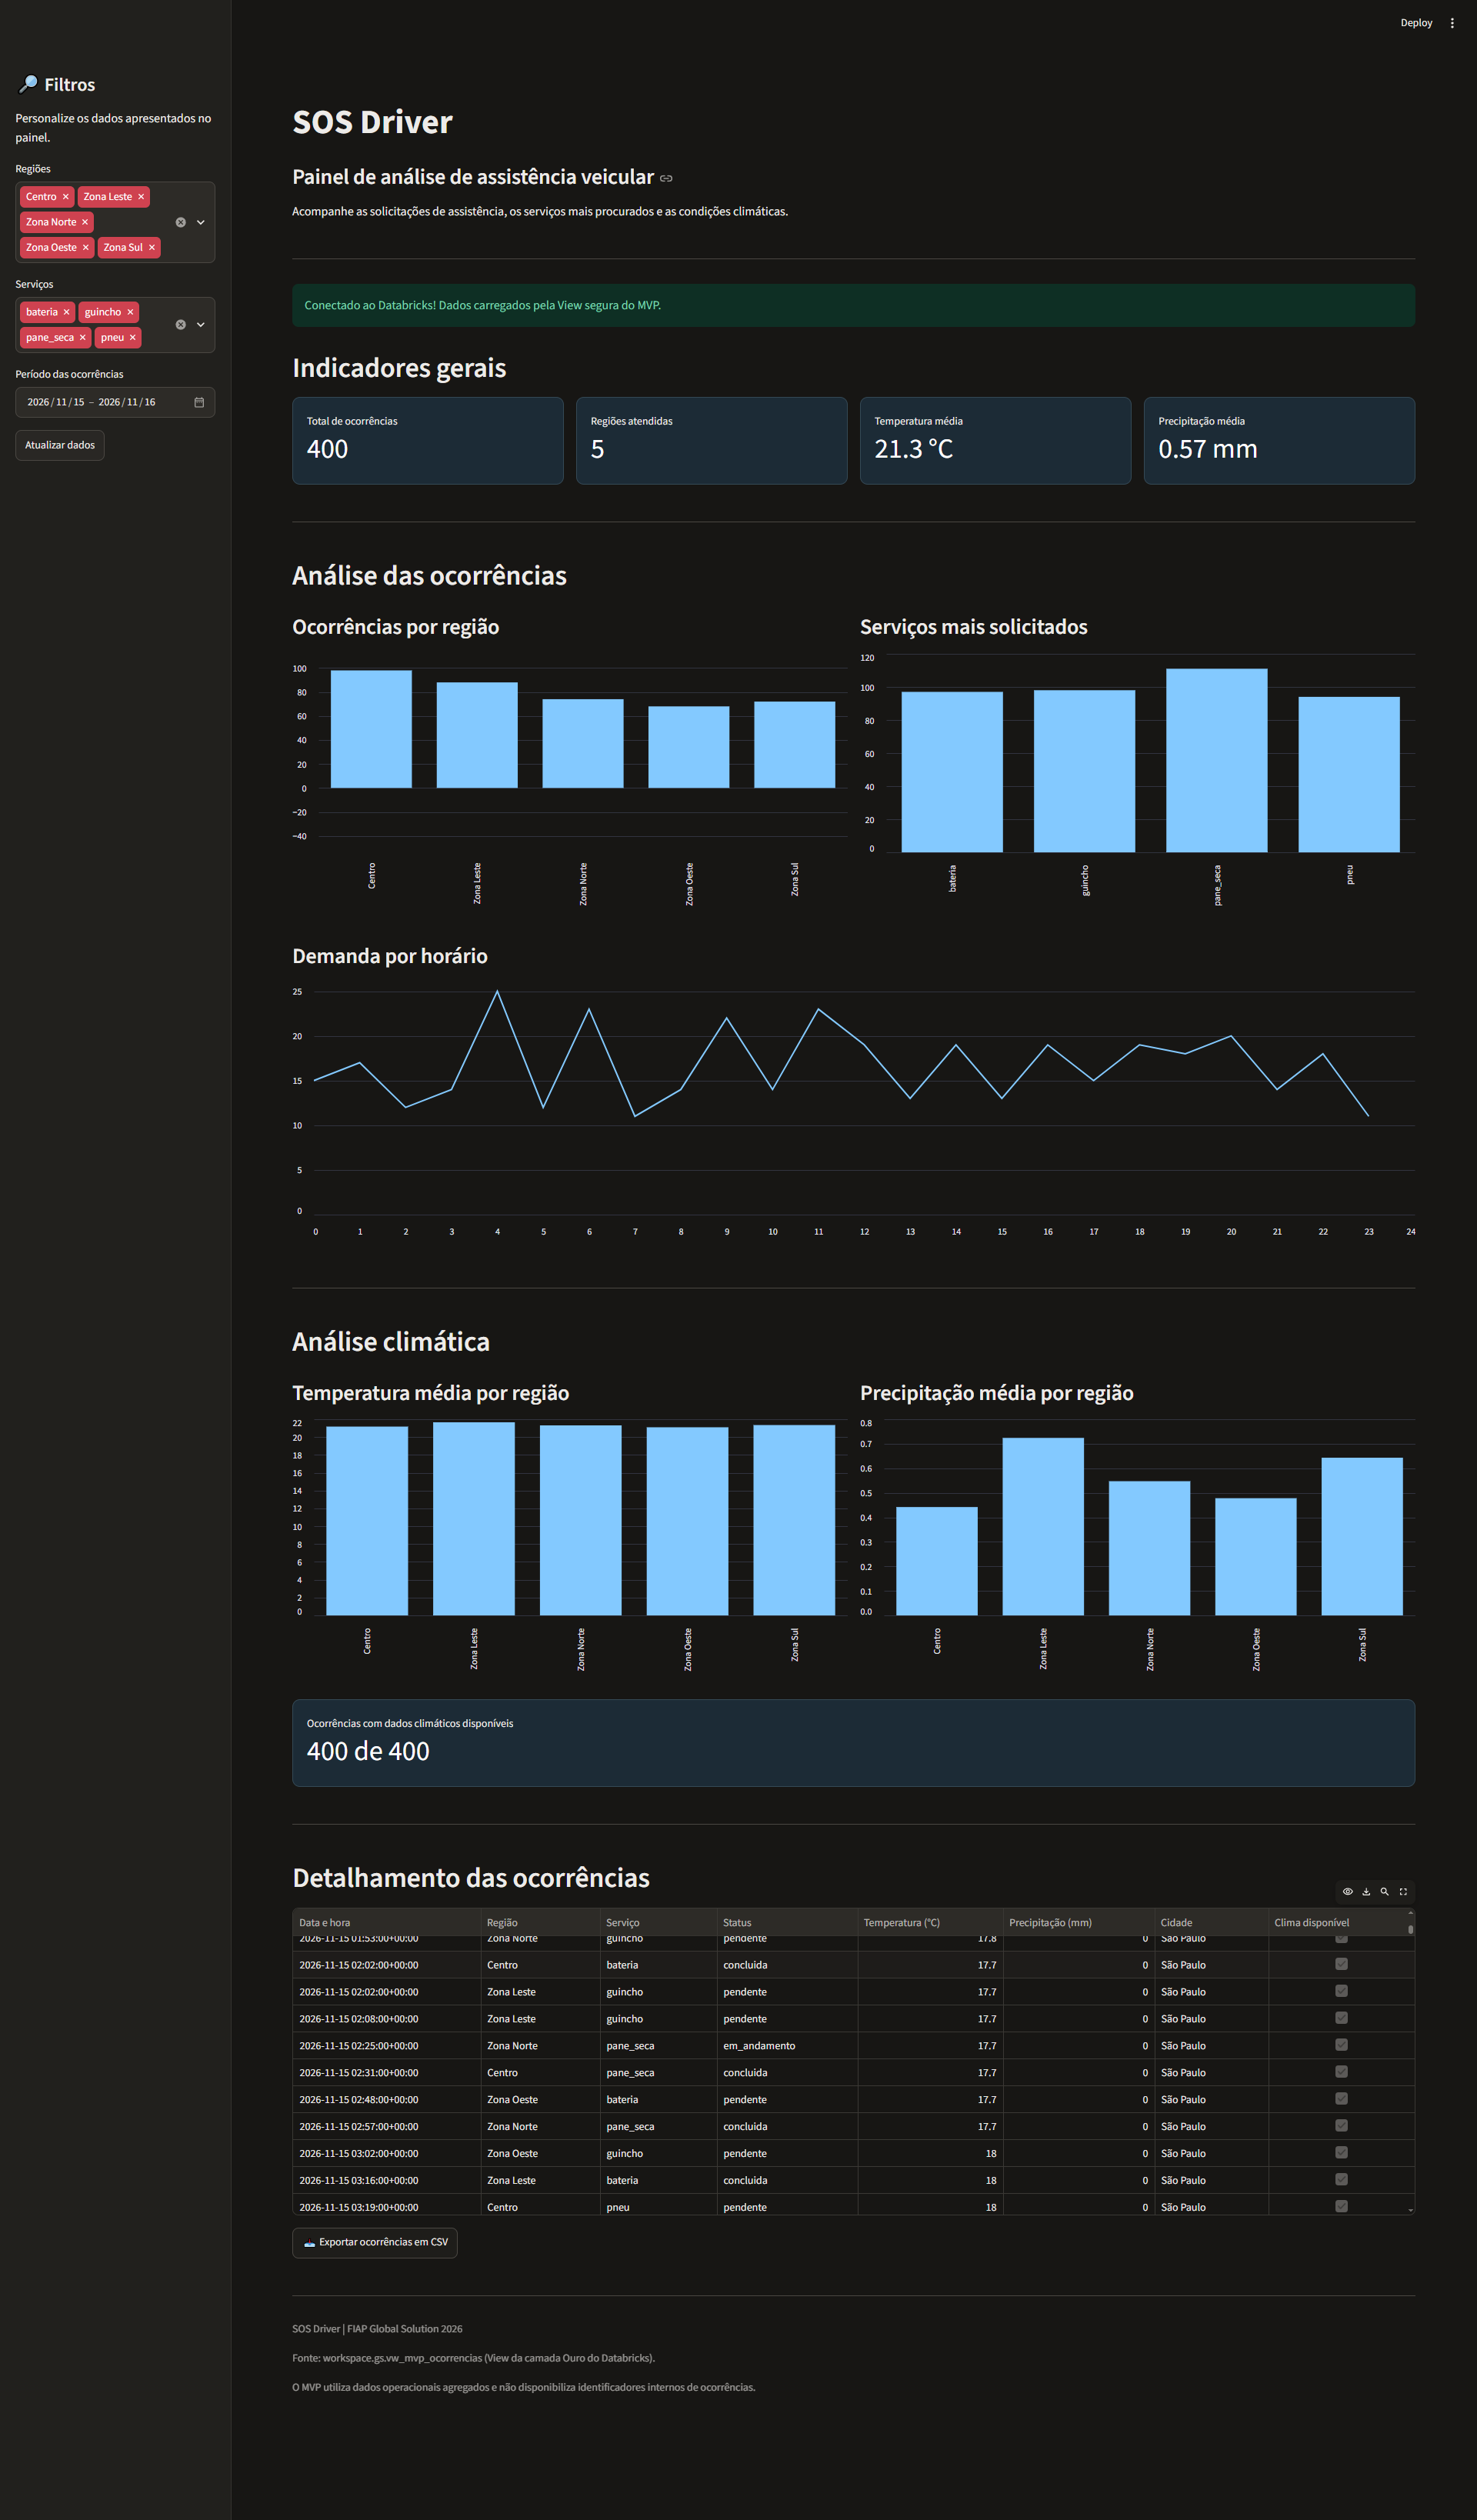 Deploy
Filtros
Personalize os dados apresentados no
painel.
Regiões
Centro × Zona Leste ×
Zona Norte ×
Zona Oeste × Zona Sul ×
Serviços
bateria × guincho ×
pane_seca × pneu ×
Período das ocorrências
2026/11/15 – 2026/11/16
Atualizar dados
SOS Driver
Painel de análise de assistência veicular
Acompanhe as solicitações de assistência, os serviços mais procurados e as condições climáticas.
Conectado ao Databricks! Dados carregados pela View segura do MVP.
Indicadores gerais
Total de ocorrências
400
Regiões atendidas
5
Temperatura média
21.3 °C
Precipitação média
0.57 mm
Análise das ocorrências
Ocorrências por região
100
80
60
40
20
0
−20
−40
Centro
Zona Leste
Zona Norte
Zona Oeste
Zona Sul
Serviços mais solicitados
120
100
80
60
40
20
0
bateria
guincho
pane_seca
pneu
Demanda por horário
25
20
15
10
5
0
0 1 2 3 4 5 6 7 8 9 10 11 12 13 14 15 16 17 18 19 20 21 22 23 24
Análise climática
Temperatura média por região
22
20
18
16
14
12
10
8
6
4
2
0
Centro
Zona Leste
Zona Norte
Zona Oeste
Zona Sul
Precipitação média por região
0.8
0.7
0.6
0.5
0.4
0.3
0.2
0.1
0.0
Centro
Zona Leste
Zona Norte
Zona Oeste
Zona Sul
Ocorrências com dados climáticos disponíveis
400 de 400
Detalhamento das ocorrências
Data e hora Região Serviço Status Temperatura (°C) Precipitação (mm) Cidade Clima disponível
2026-11-15 01:53:00+00:00 Zona Norte guincho pendente 17.8 0 São Paulo
2026-11-15 02:02:00+00:00 Centro bateria concluida 17.7 0 São Paulo
2026-11-15 02:02:00+00:00 Zona Leste guincho pendente 17.7 0 São Paulo
2026-11-15 02:08:00+00:00 Zona Leste guincho pendente 17.7 0 São Paulo
2026-11-15 02:25:00+00:00 Zona Norte pane_seca em_andamento 17.7 0 São Paulo
2026-11-15 02:31:00+00:00 Centro pane_seca concluida 17.7 0 São Paulo
2026-11-15 02:48:00+00:00 Zona Oeste bateria pendente 17.7 0 São Paulo
2026-11-15 02:57:00+00:00 Zona Norte pane_seca concluida 17.7 0 São Paulo
2026-11-15 03:02:00+00:00 Zona Oeste guincho pendente 18 0 São Paulo
2026-11-15 03:16:00+00:00 Zona Leste bateria concluida 18 0 São Paulo
2026-11-15 03:19:00+00:00 Centro pneu pendente 18 0 São Paulo
Exportar ocorrências em CSV
SOS Driver | FIAP Global Solution 2026
Fonte: workspace.gs.vw_mvp_ocorrencias (View da camada Ouro do Databricks).
O MVP utiliza dados operacionais agregados e não disponibiliza identificadores internos de ocorrências.